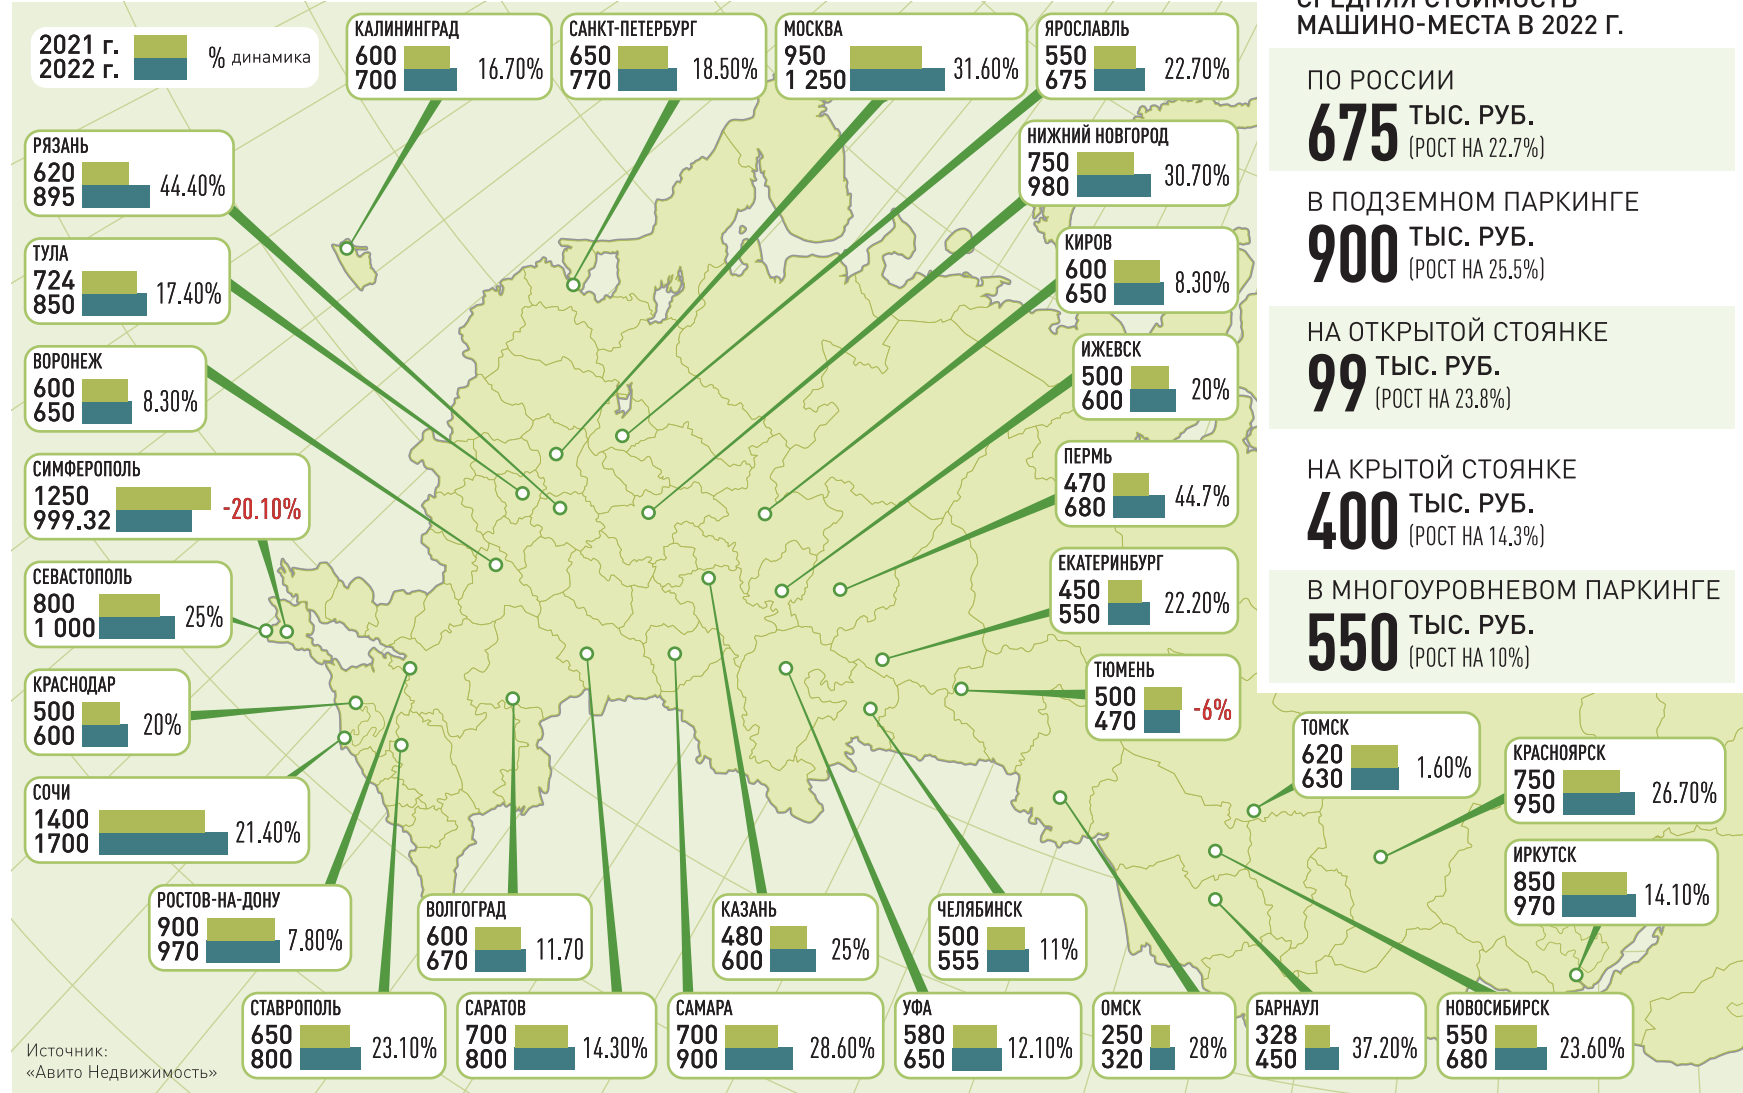 2021 г.
2022 г.
% динамика
КАЛИНИНГРАД
600
700
16.70%
САНКТ-ПЕТЕРБУРГ
650
770
18.50%
МОСКВА
950
1 250
31.60%
ЯРОСЛАВЛЬ
550
675
22.70%
НИЖНИЙ НОВГОРОД
750
980
30.70%
КИРОВ
600
650
8.30%
ИЖЕВСК
500
600
20%
ПЕРМЬ
470
680
44.7%
ЕКАТЕРИНБУРГ
450
550
22.20%
ТЮМЕНЬ
500
470
-6%
РЯЗАНЬ
620
895
44.40%
ТУЛА
724
850
17.40%
ВОРОНЕЖ
600
650
8.30%
СИМФЕРОПОЛЬ
1250
999.32
-20.10%
СЕВАСТОПОЛЬ
800
1 000
25%
КРАСНОДАР
500
600
20%
СОЧИ
1400
1700
21.40%
РОСТОВ-НА-ДОНУ
900
970
7.80%
ВОЛГОГРАД
600
670
11.70
КАЗАНЬ
480
600
25%
ЧЕЛЯБИНСК
500
555
11%
ТОМСК
620
630
1.60%
КРАСНОЯРСК
750
950
26.70%
ИРКУТСК
850
970
14.10%
СТАВРОПОЛЬ
650
800
23.10%
САРАТОВ
700
800
14.30%
САМАРА
700
900
28.60%
УФА
580
650
12.10%
ОМСК
250
320
28%
БАРНАУЛ
328
450
37.20%
НОВОСИБИРСК
550
680
23.60%
Источник:
«Авито Недвижимость»
СРЕДНЯЯ СТОИМОСТЬ
МАШИНО-МЕСТА В 2022 Г.
ПО РОССИИ
675 ТЫС. РУБ.
(РОСТ НА 22.7%)
В ПОДЗЕМНОМ ПАРКИНГЕ
900 ТЫС. РУБ.
(РОСТ НА 25.5%)
НА ОТКРЫТОЙ СТОЯНКЕ
99 ТЫС. РУБ.
(РОСТ НА 23.8%)
НА КРЫТОЙ СТОЯНКЕ
400 ТЫС. РУБ.
(РОСТ НА 14.3%)
В МНОГОУРОВНЕВОМ ПАРКИНГЕ
550 ТЫС. РУБ.
(РОСТ НА 10%)